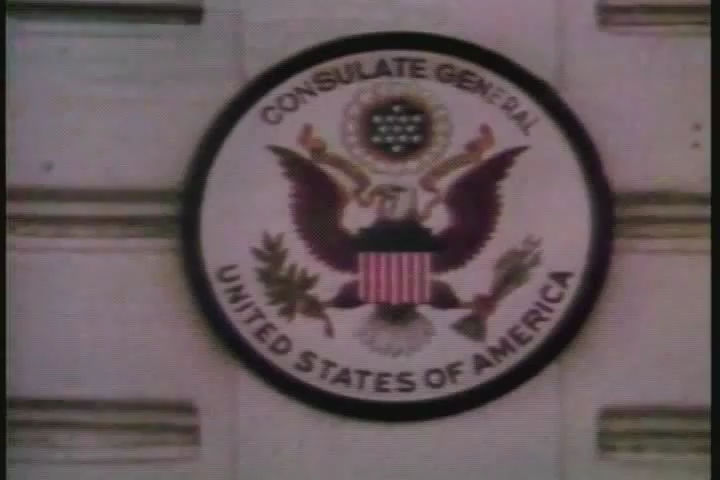 CONSULATE GENERAL
UNITED STATES OF AMERICA